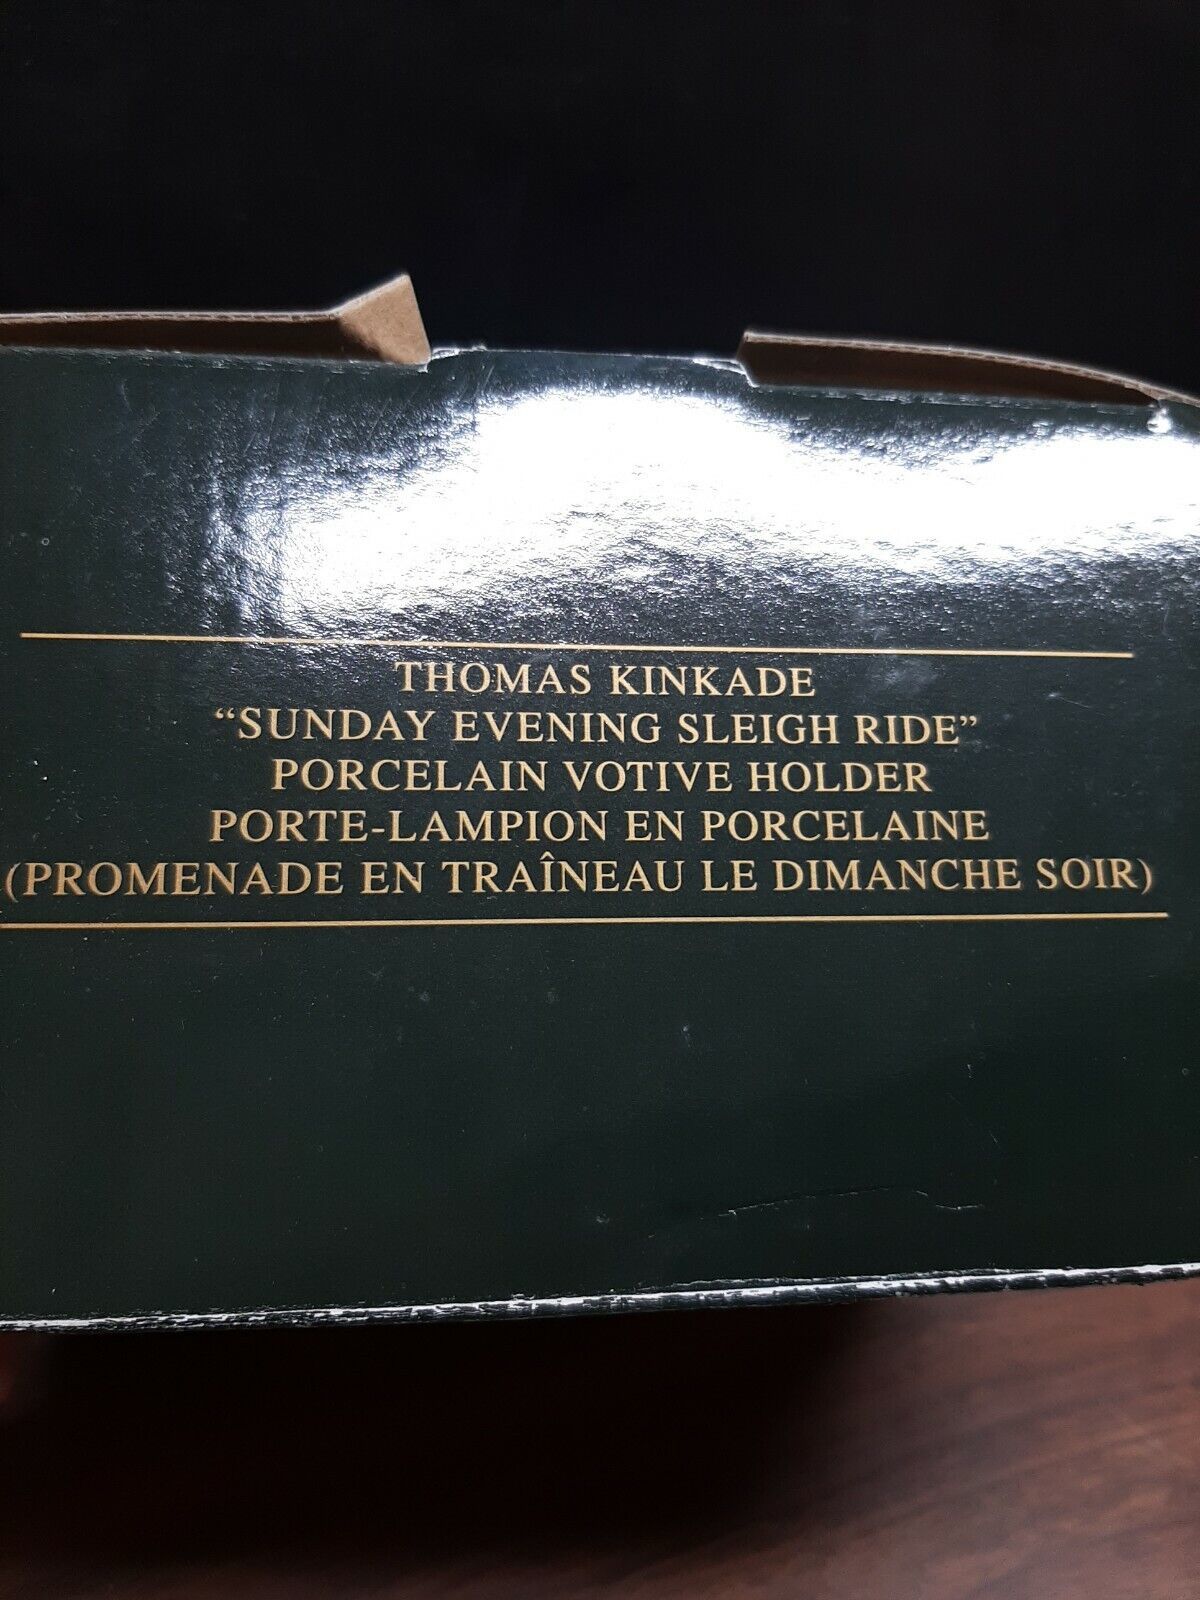 THOMAS KINKADE
“SUNDAY EVENING SLEIGH RIDE”
PORCELAIN VOTIVE HOLDER
PORTE-LAMPION EN PORCELAINE
(PROMENADE EN TRAÎNEAU LE DIMANCHE SOIR)